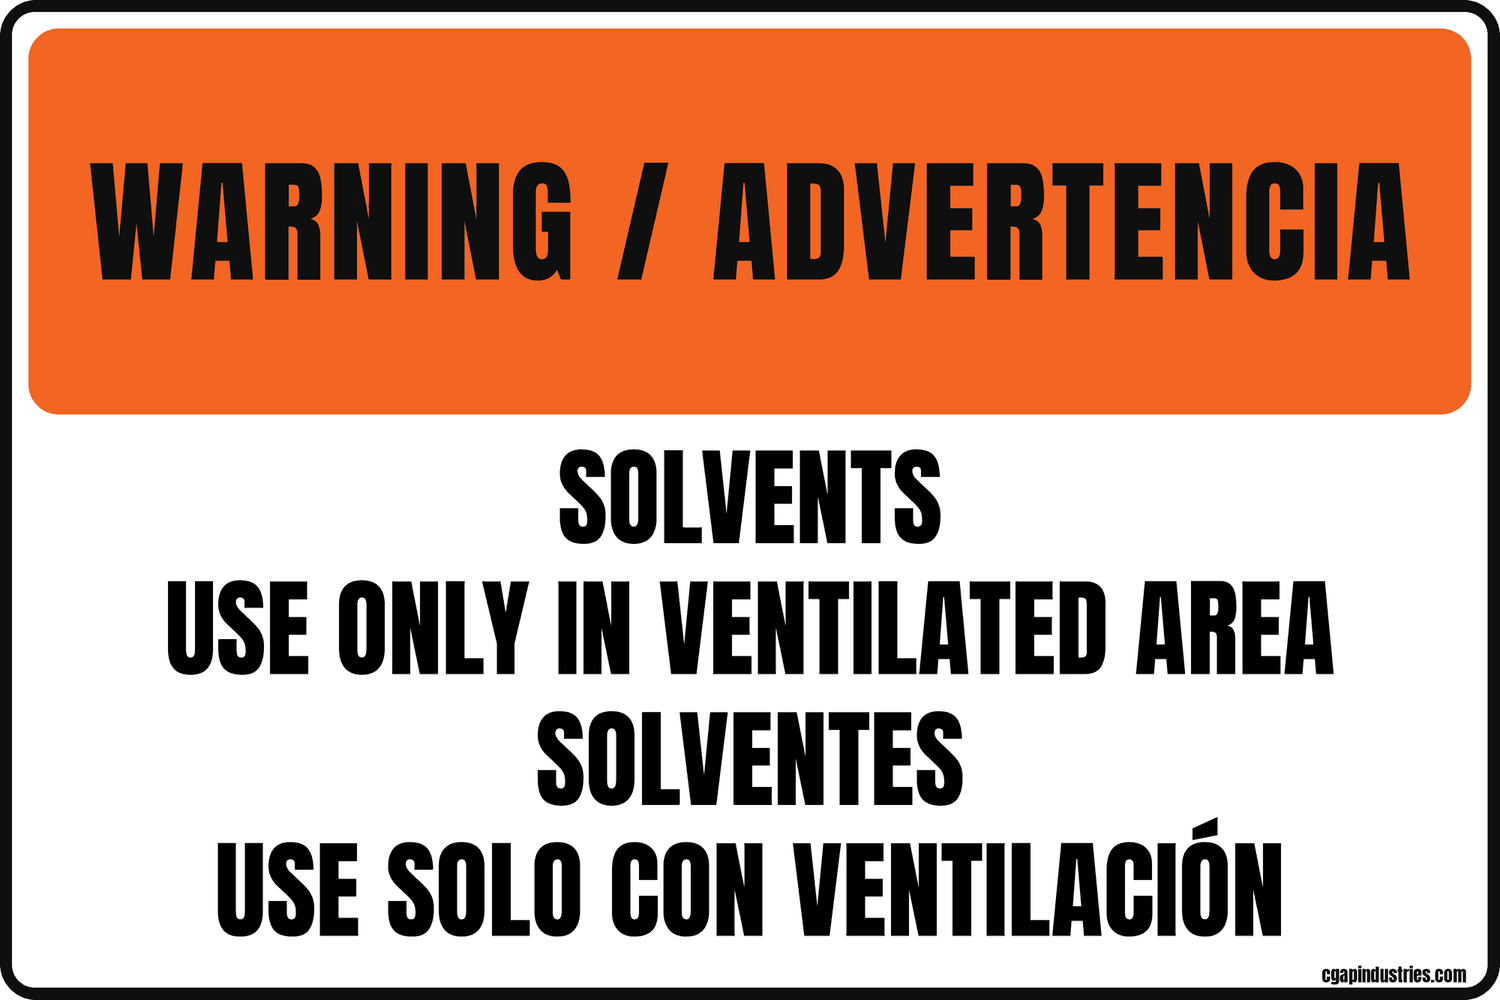 WARNING / ADVERTENCIA
SOLVENTS
USE ONLY IN VENTILATED AREA
SOLVENTES
USE SOLO CON VENTILACIÓN
cgapindustries.com